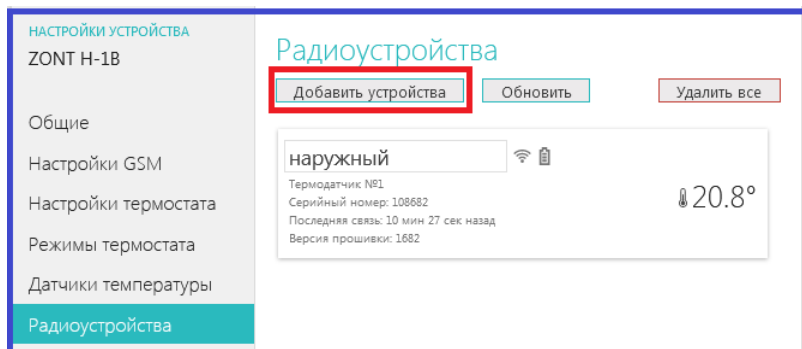 НАСТРОЙКИ УСТРОЙСТВА
ZONT H-1B
Общие
Настройки GSM
Настройки термостата
Режимы термостата
Датчики температуры
Радиоустройства
Радиоустройства
Добавить устройства Обновить Удалить все
наружный
Термодатчик №1
Серийный номер: 108682
Последняя связь: 10 мин 27 сек назад
Версия прошивки: 1682
20.8°